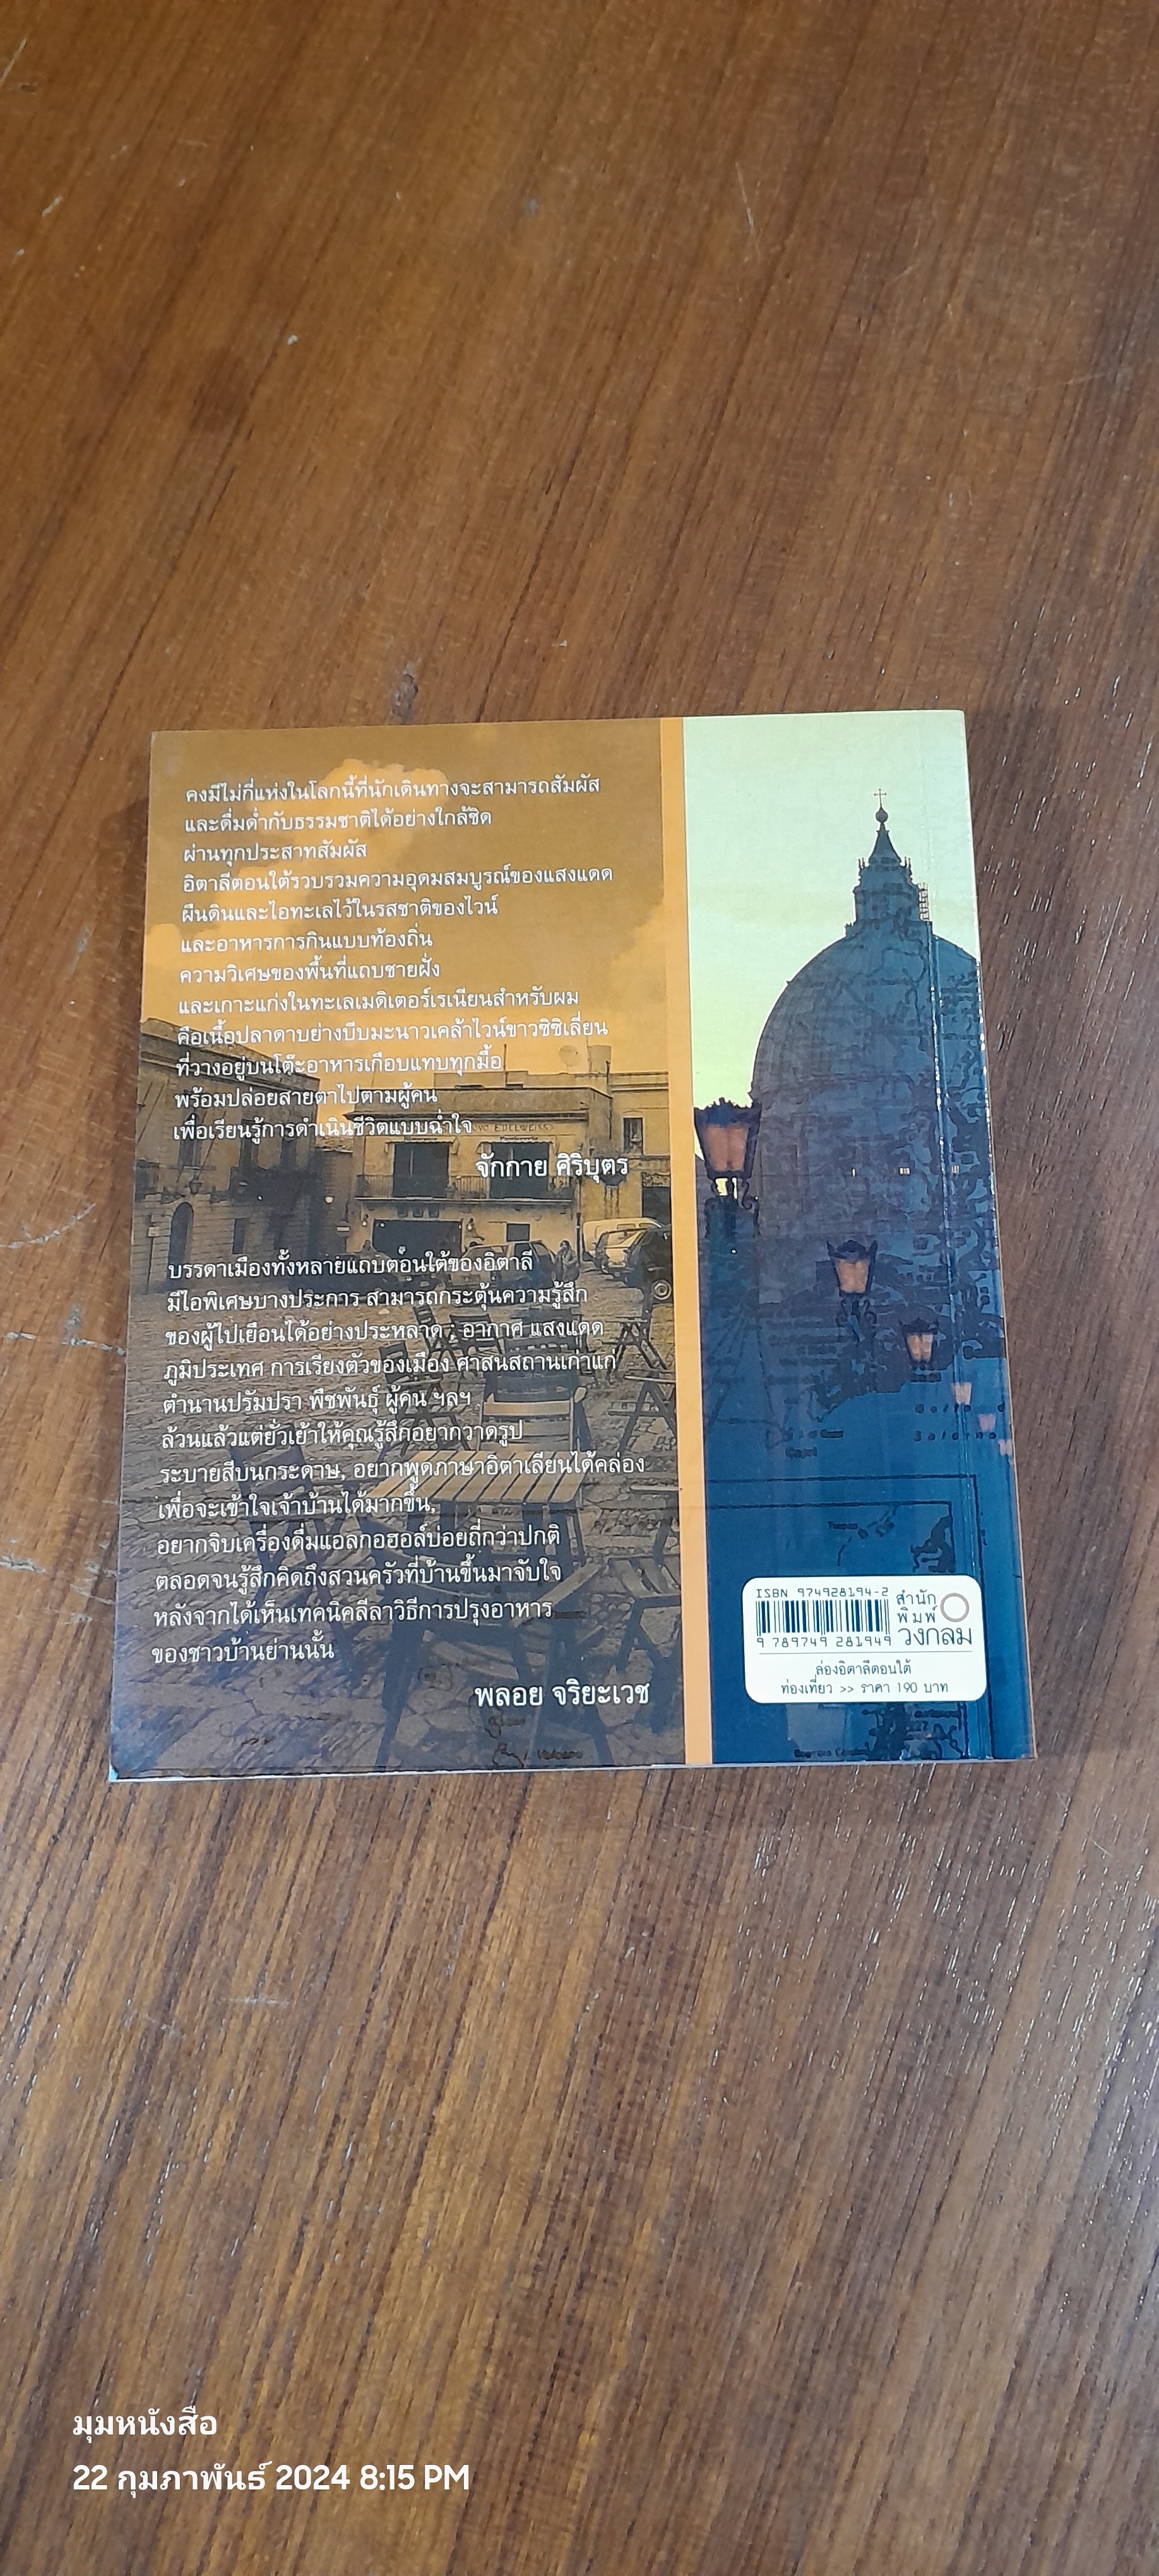 คงมีไม่กี่แห่งในโลกนี้ที่นักเดินทางจะสามารถสัมผัส
และดื่มด่ำกับธรรมชาติได้อย่างใกล้ชิด
ผ่านทุกประสาทสัมผัส
อิตาลีตอนใต้รวบรวมความอุดมสมบูรณ์ของแสงแดด
ผืนดินและไอทะเลไว้ในรสชาติของไวน์
และอาหารการกินแบบท้องถิ่น
ความวิเศษของพื้นที่แถบชายฝั่ง
และเกาะแก่งในทะเลเมดิเตอร์เรเนียนสำหรับผม
คือเนื้อปลาดาบย่างบีบมะนาวเคล้าไวน์ขาวซิซิเลี่ยน
ที่วางอยู่บนโต๊ะอาหารเกือบแทบทุกมื้อ
พร้อมปล่อยสายตาไปตามผู้คน
เพื่อเรียนรู้การดำเนินชีวิตแบบฉ่ำใจ
จักกาย ศิริบุตร
บรรดาเมืองทั้งหลายแถบตอนใต้ของอิตาลี
มีไอพิเศษบางประการ สามารถกระตุ้นความรู้สึก
ของผู้ไปเยือนได้อย่างประหลาด อากาศ แสงแดด
ภูมิประเทศ การเรียงตัวของเมือง ศาสนสถานเก่าแก่
ตำนานปรัมปรา พืชพันธุ์ ผู้คน ฯลฯ
ล้วนแล้วแต่ยั่วเย้าให้คุณรู้สึกอยากวาดรูป
ระบายสีบนกระดาษ, อยากพูดภาษาอิตาเลียนได้คล่อง
เพื่อจะเข้าใจเจ้าบ้านได้มากขึ้น,
อยากจิบเครื่องดื่มแอลกอฮอล์บ่อยถี่กว่าปกติ
ตลอดจนรู้สึกคิดถึงสวนครัวที่บ้านขึ้นมาจับใจ
หลังจากได้เห็นเทคนิคลีลาวิธีการปรุงอาหาร
ของชาวบ้านย่านนั้น
พลอย จริยะเวช
ISBN 974928194-2
9 789749 281949
สำนัก
พิมพ์
วงกลม
ล่องอิตาลีตอนใต้
ท่องเที่ยว >> ราคา 190 บาท
มุมหนังสือ
22 กุมภาพันธ์ 2024 8:15 PM